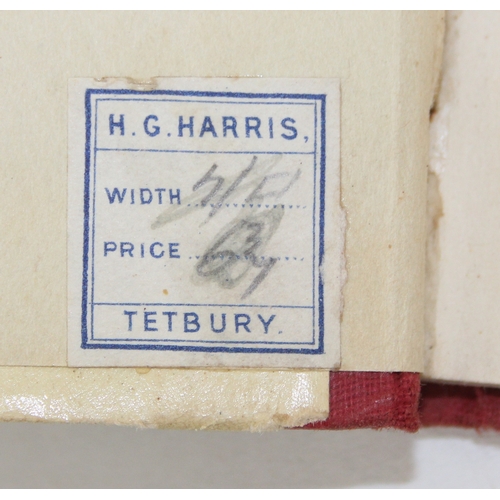 H. G. HARRIS,
WIDTH
PRICE
TETBURY.